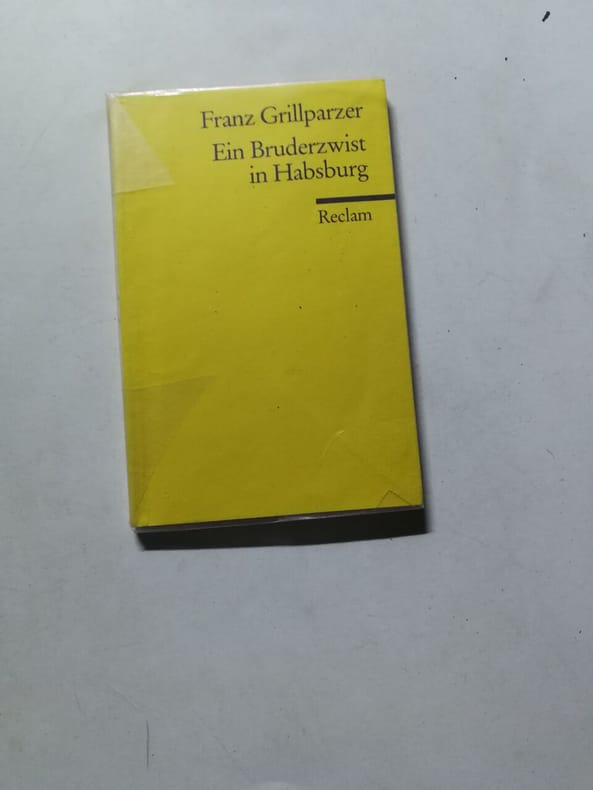 Franz Grillparzer
Ein Bruderzwist
in Habsburg
Reclam